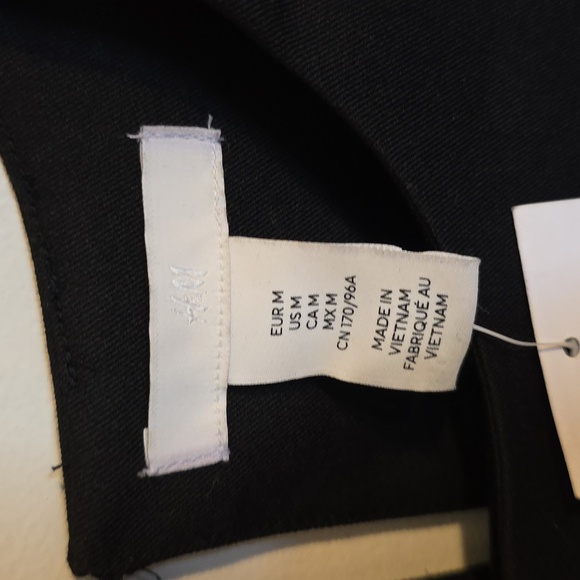 H&M
EUR M
US M
CA M
MX M
CN 170/96A
MADE IN
VIETNAM
FABRIQUÉ AU
VIETNAM